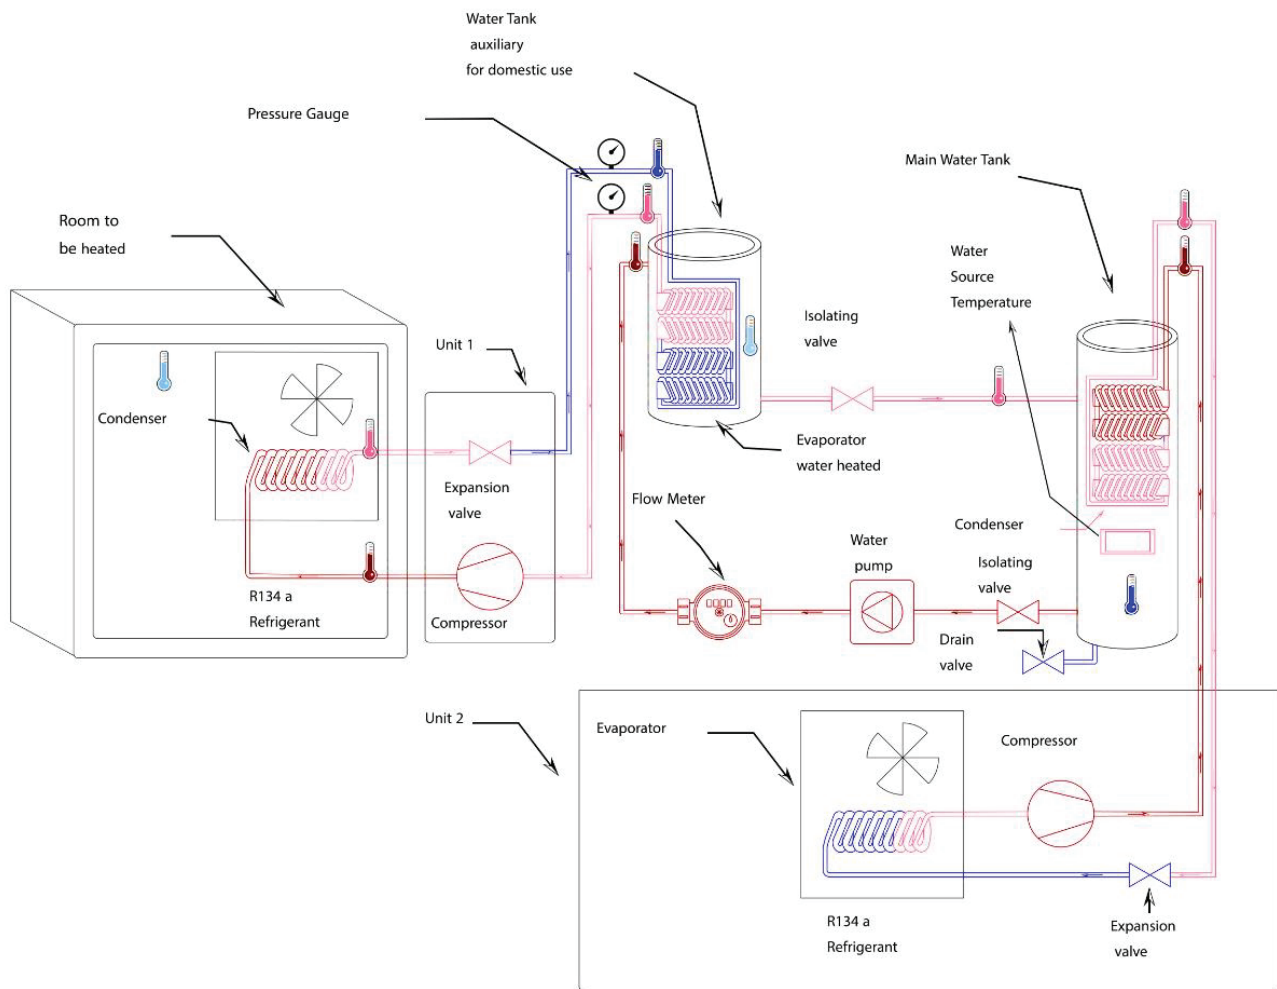 Water Tank
auxiliary
for domestic use
Pressure Gauge
Main Water Tank
Room to
be heated
Water
Source
Temperature
Isolating
valve
Unit 1
Condenser
Evaporator
water heated
Expansion
valve
Flow Meter
Condenser
Water
pump
Isolating
valve
R134 a
Refrigerant
Compressor
Drain
valve
Unit 2
Evaporator
Compressor
R134 a
Refrigerant
Expansion
valve